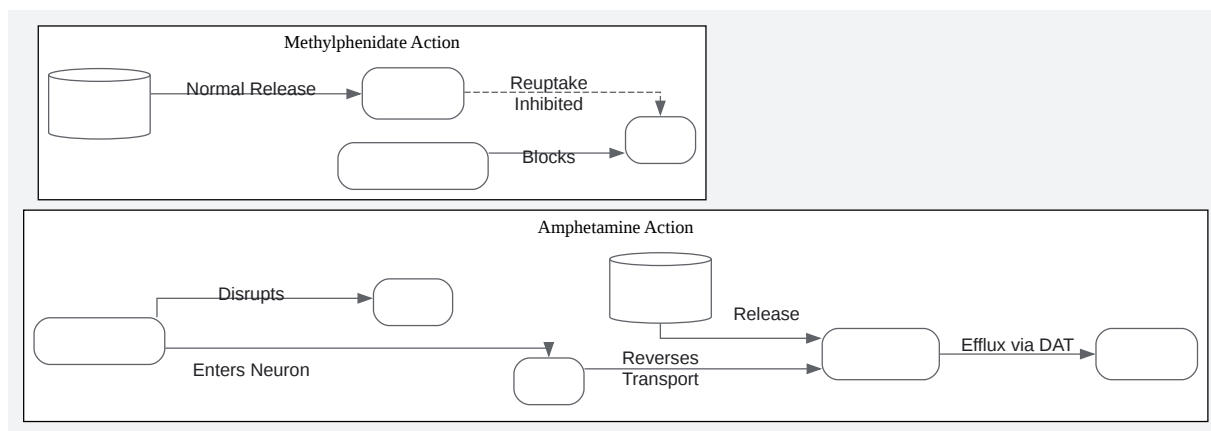 Methylphenidate Action
Normal Release
Reuptake
Inhibited
Blocks
Amphetamine Action
Disrupts
Enters Neuron
Release
Reverses
Transport
Efflux via DAT